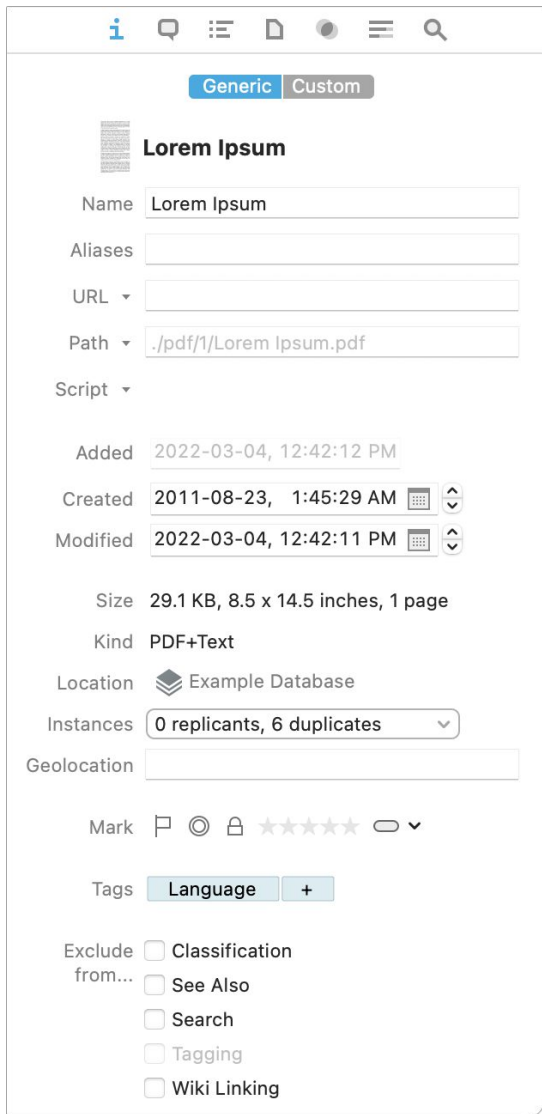 Generic Custom
Lorem Ipsum
Name Lorem Ipsum
Aliases
URL
Path ./pdf/1/Lorem Ipsum.pdf
Script
Added 2022-03-04, 12:42:12 PM
Created 2011-08-23, 1:45:29 AM
Modified 2022-03-04, 12:42:11 PM
Size 29.1 KB, 8.5 x 14.5 inches, 1 page
Kind PDF+Text
Location Example Database
Instances 0 replicants, 6 duplicates
Geolocation
Mark
Tags Language +
Exclude from... Classification
See Also
Search
Tagging
Wiki Linking